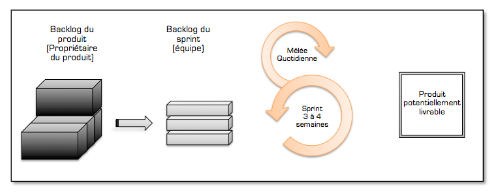 Backlog du
produit
(Propriétaire
du produit)
Backlog du
sprint
(équipe)
Mêlée
Quotidienne
Sprint
3 à 4
semaines
Produit
potentiellement
livrable